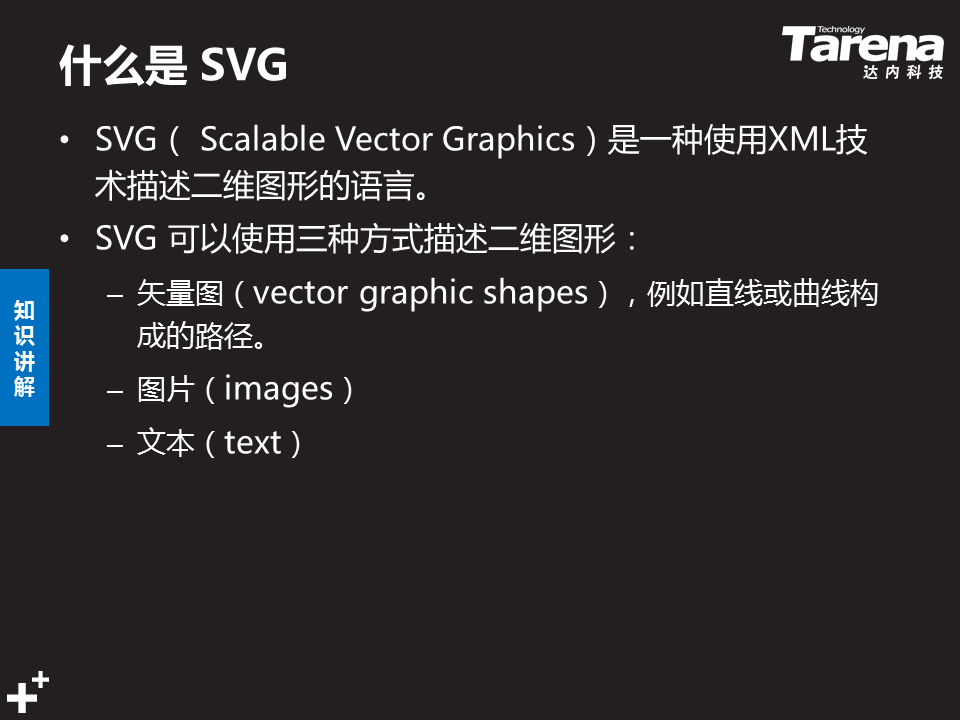 什么是 SVG
Technology
Tarena
达内科技
• SVG（ Scalable Vector Graphics）是一种使用XML技
术描述二维图形的语言。
• SVG 可以使用三种方式描述二维图形：
– 矢量图（vector graphic shapes），例如直线或曲线构
成的路径。
– 图片（images）
– 文本（text）
知
识
讲
解